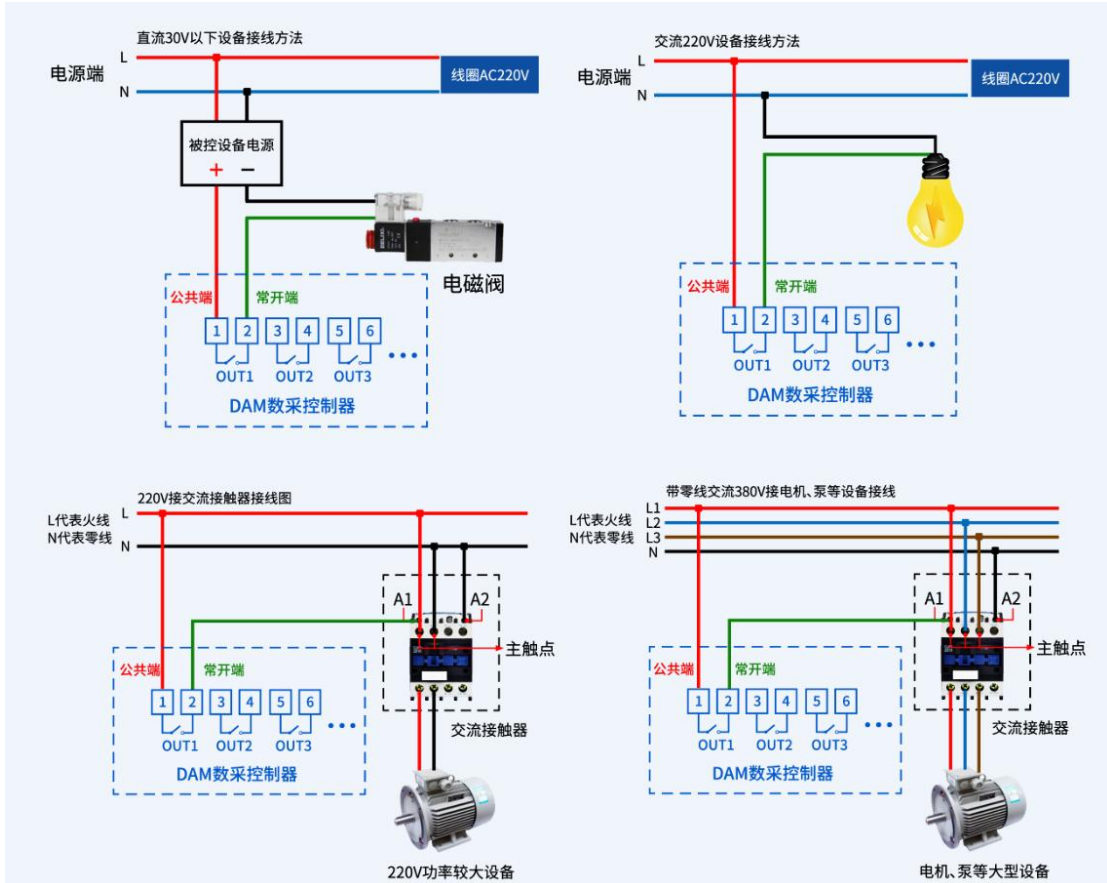 直流30V以下设备接线方法
L
电源端
线圈AC220V
N
被控设备电源
+ −
电磁阀
公共端 常开端
1 2 3 4 5 6
OUT1 OUT2 OUT3
DAM数采控制器
交流220V设备接线方法
L
电源端
线圈AC220V
N
公共端 常开端
1 2 3 4 5 6
OUT1 OUT2 OUT3
DAM数采控制器
220V接交流接触器接线图
L
L代表火线
N代表零线
N
A1 A2
主触点
公共端 常开端
1 2 3 4 5 6
交流接触器
OUT1 OUT2 OUT3
DAM数采控制器
220V功率较大设备
带零线交流380V接电机、泵等设备接线
L1
L代表火线
L2
N代表零线
L3
N
A1 A2
主触点
公共端 常开端
1 2 3 4 5 6
交流接触器
OUT1 OUT2 OUT3
DAM数采控制器
电机、泵等大型设备